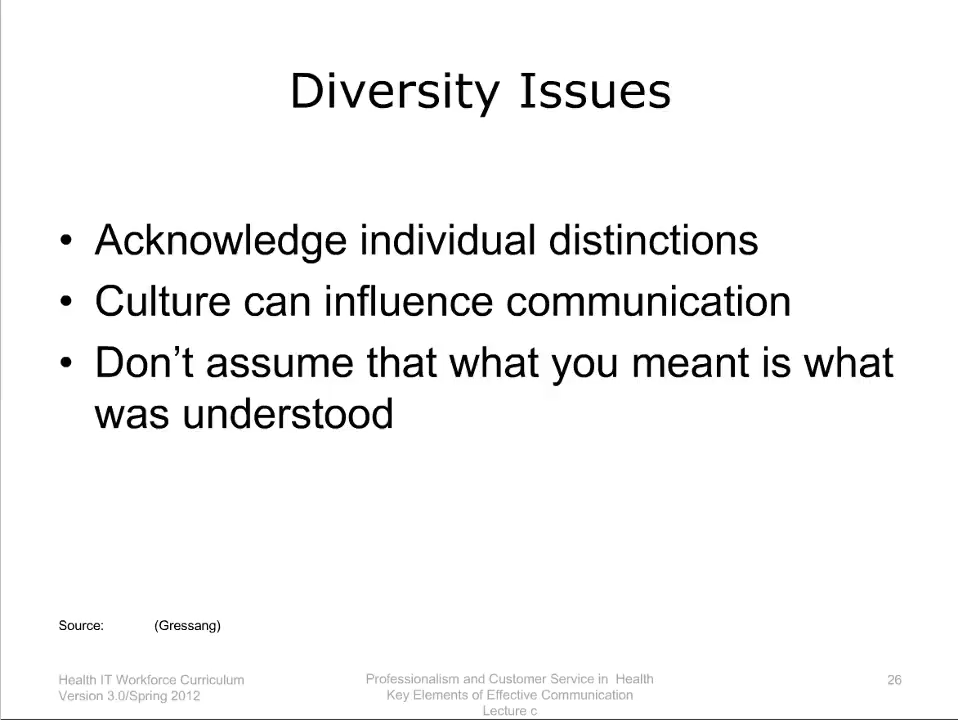 Diversity Issues
• Acknowledge individual distinctions
• Culture can influence communication
• Don’t assume that what you meant is what
was understood
Source: (Gressang)
Health IT Workforce Curriculum
Version 3.0/Spring 2012
Professionalism and Customer Service in Health
Key Elements of Effective Communication
Lecture c
26